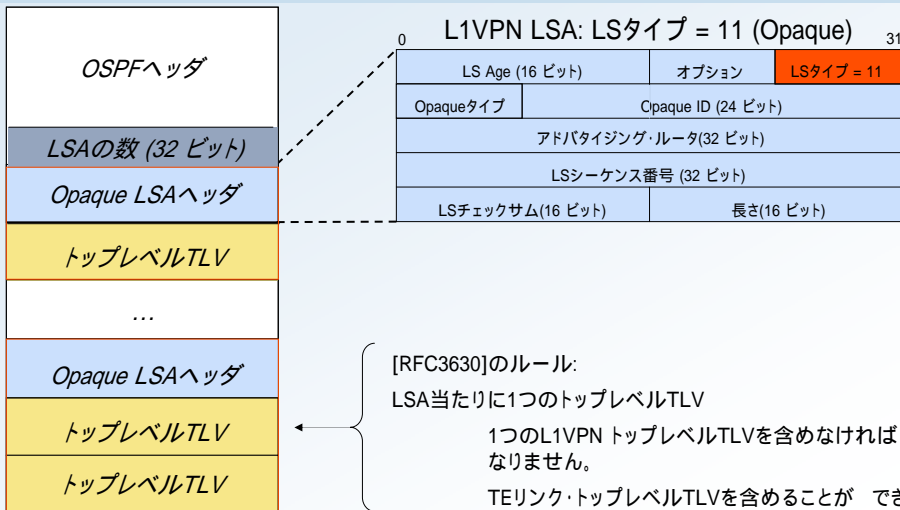 L1VPN LSA: LSタイプ = 11 (Opaque)
0
31
OSPFヘッダ
LSAの数 (32 ビット)
Opaque LSAヘッダ
トップレベルTLV
…
Opaque LSAヘッダ
トップレベルTLV
トップレベルTLV
LS Age (16 ビット)
オプション
LSタイプ = 11
Opaqueタイプ
Opaque ID (24 ビット)
アドバタイジング・ルータ(32 ビット)
LSシーケンス番号 (32 ビット)
LSチェックサム(16 ビット)
長さ(16 ビット)
[RFC3630]のルール:
LSA当たりに1つのトップレベルTLV
1つのL1VPN トップレベルTLVを含めなければ
なりません。
TEリンク・トップレベルTLVを含めることが でき